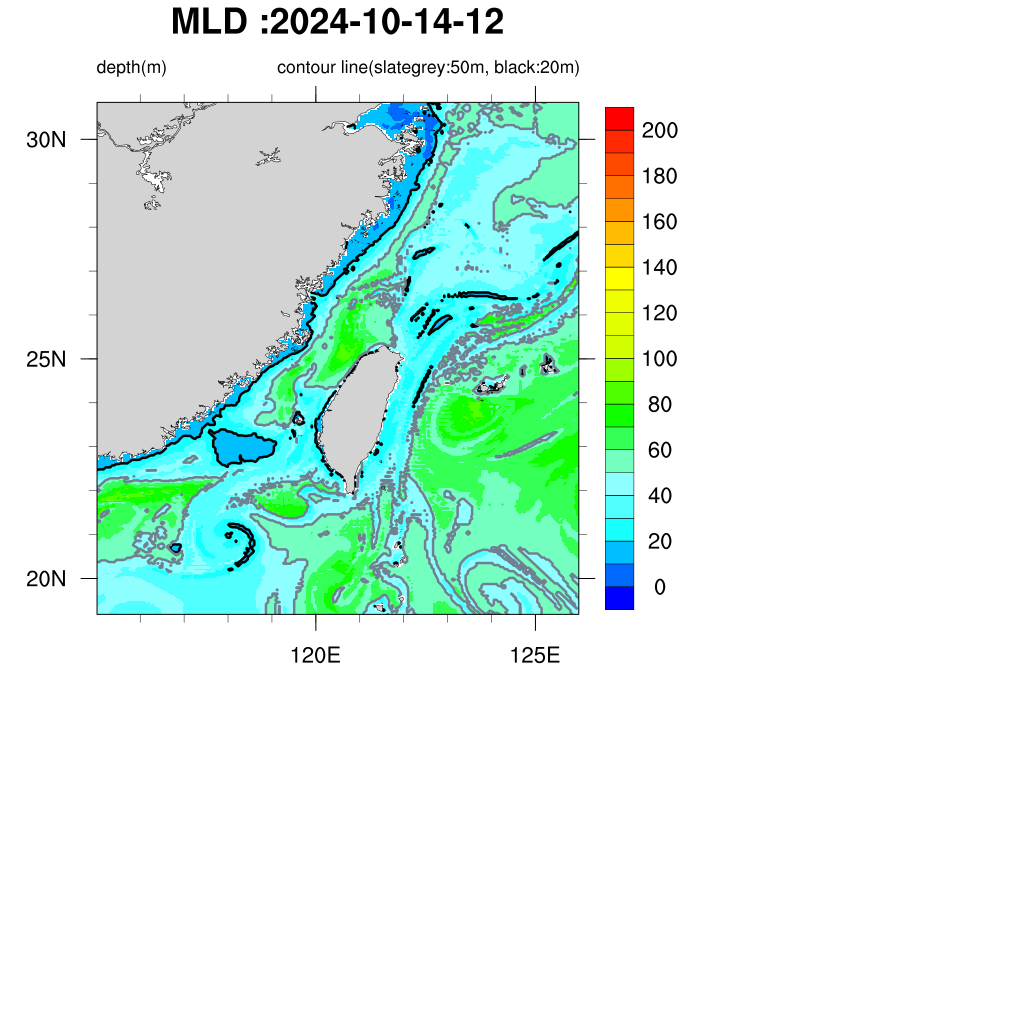 MLD :2024-10-14-12
depth(m)
contour line(slategrey:50m, black:20m)
30N
25N
20N
120E
125E
200
180
160
140
120
100
80
60
40
20
0